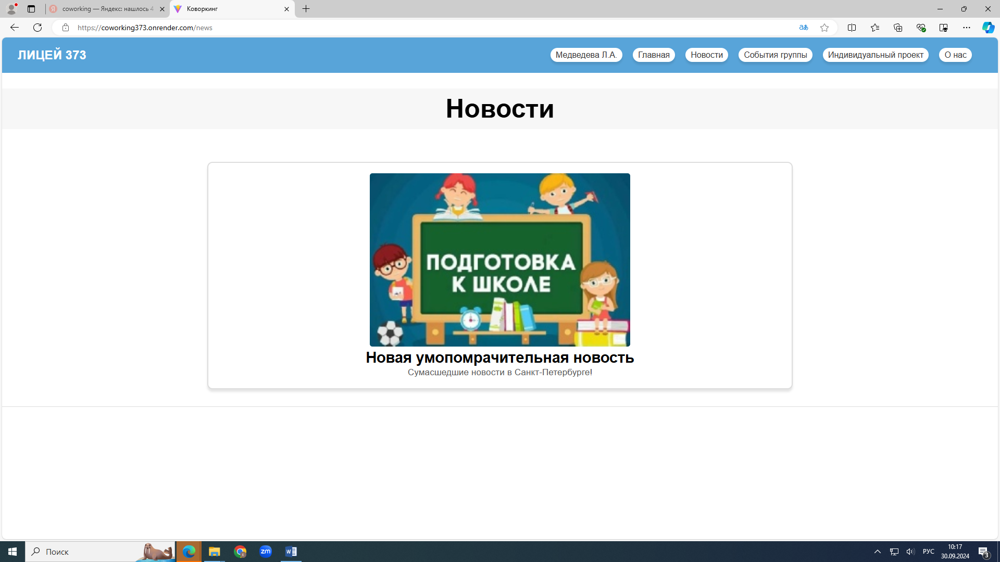 coworking — Яндекс: нашлось 4
Коворкинг
https://coworking373.onrender.com/news
ЛИЦЕЙ 373
Медведева Л.А.
Главная
Новости
События группы
Индивидуальный проект
О нас
Новости
ПОДГОТОВКА
К ШКОЛЕ
Новая умопомрачительная новость
Сумасшедшие новости в Санкт-Петербурге!
Поиск
zm
W
РУС
10:17
30.09.2024
3